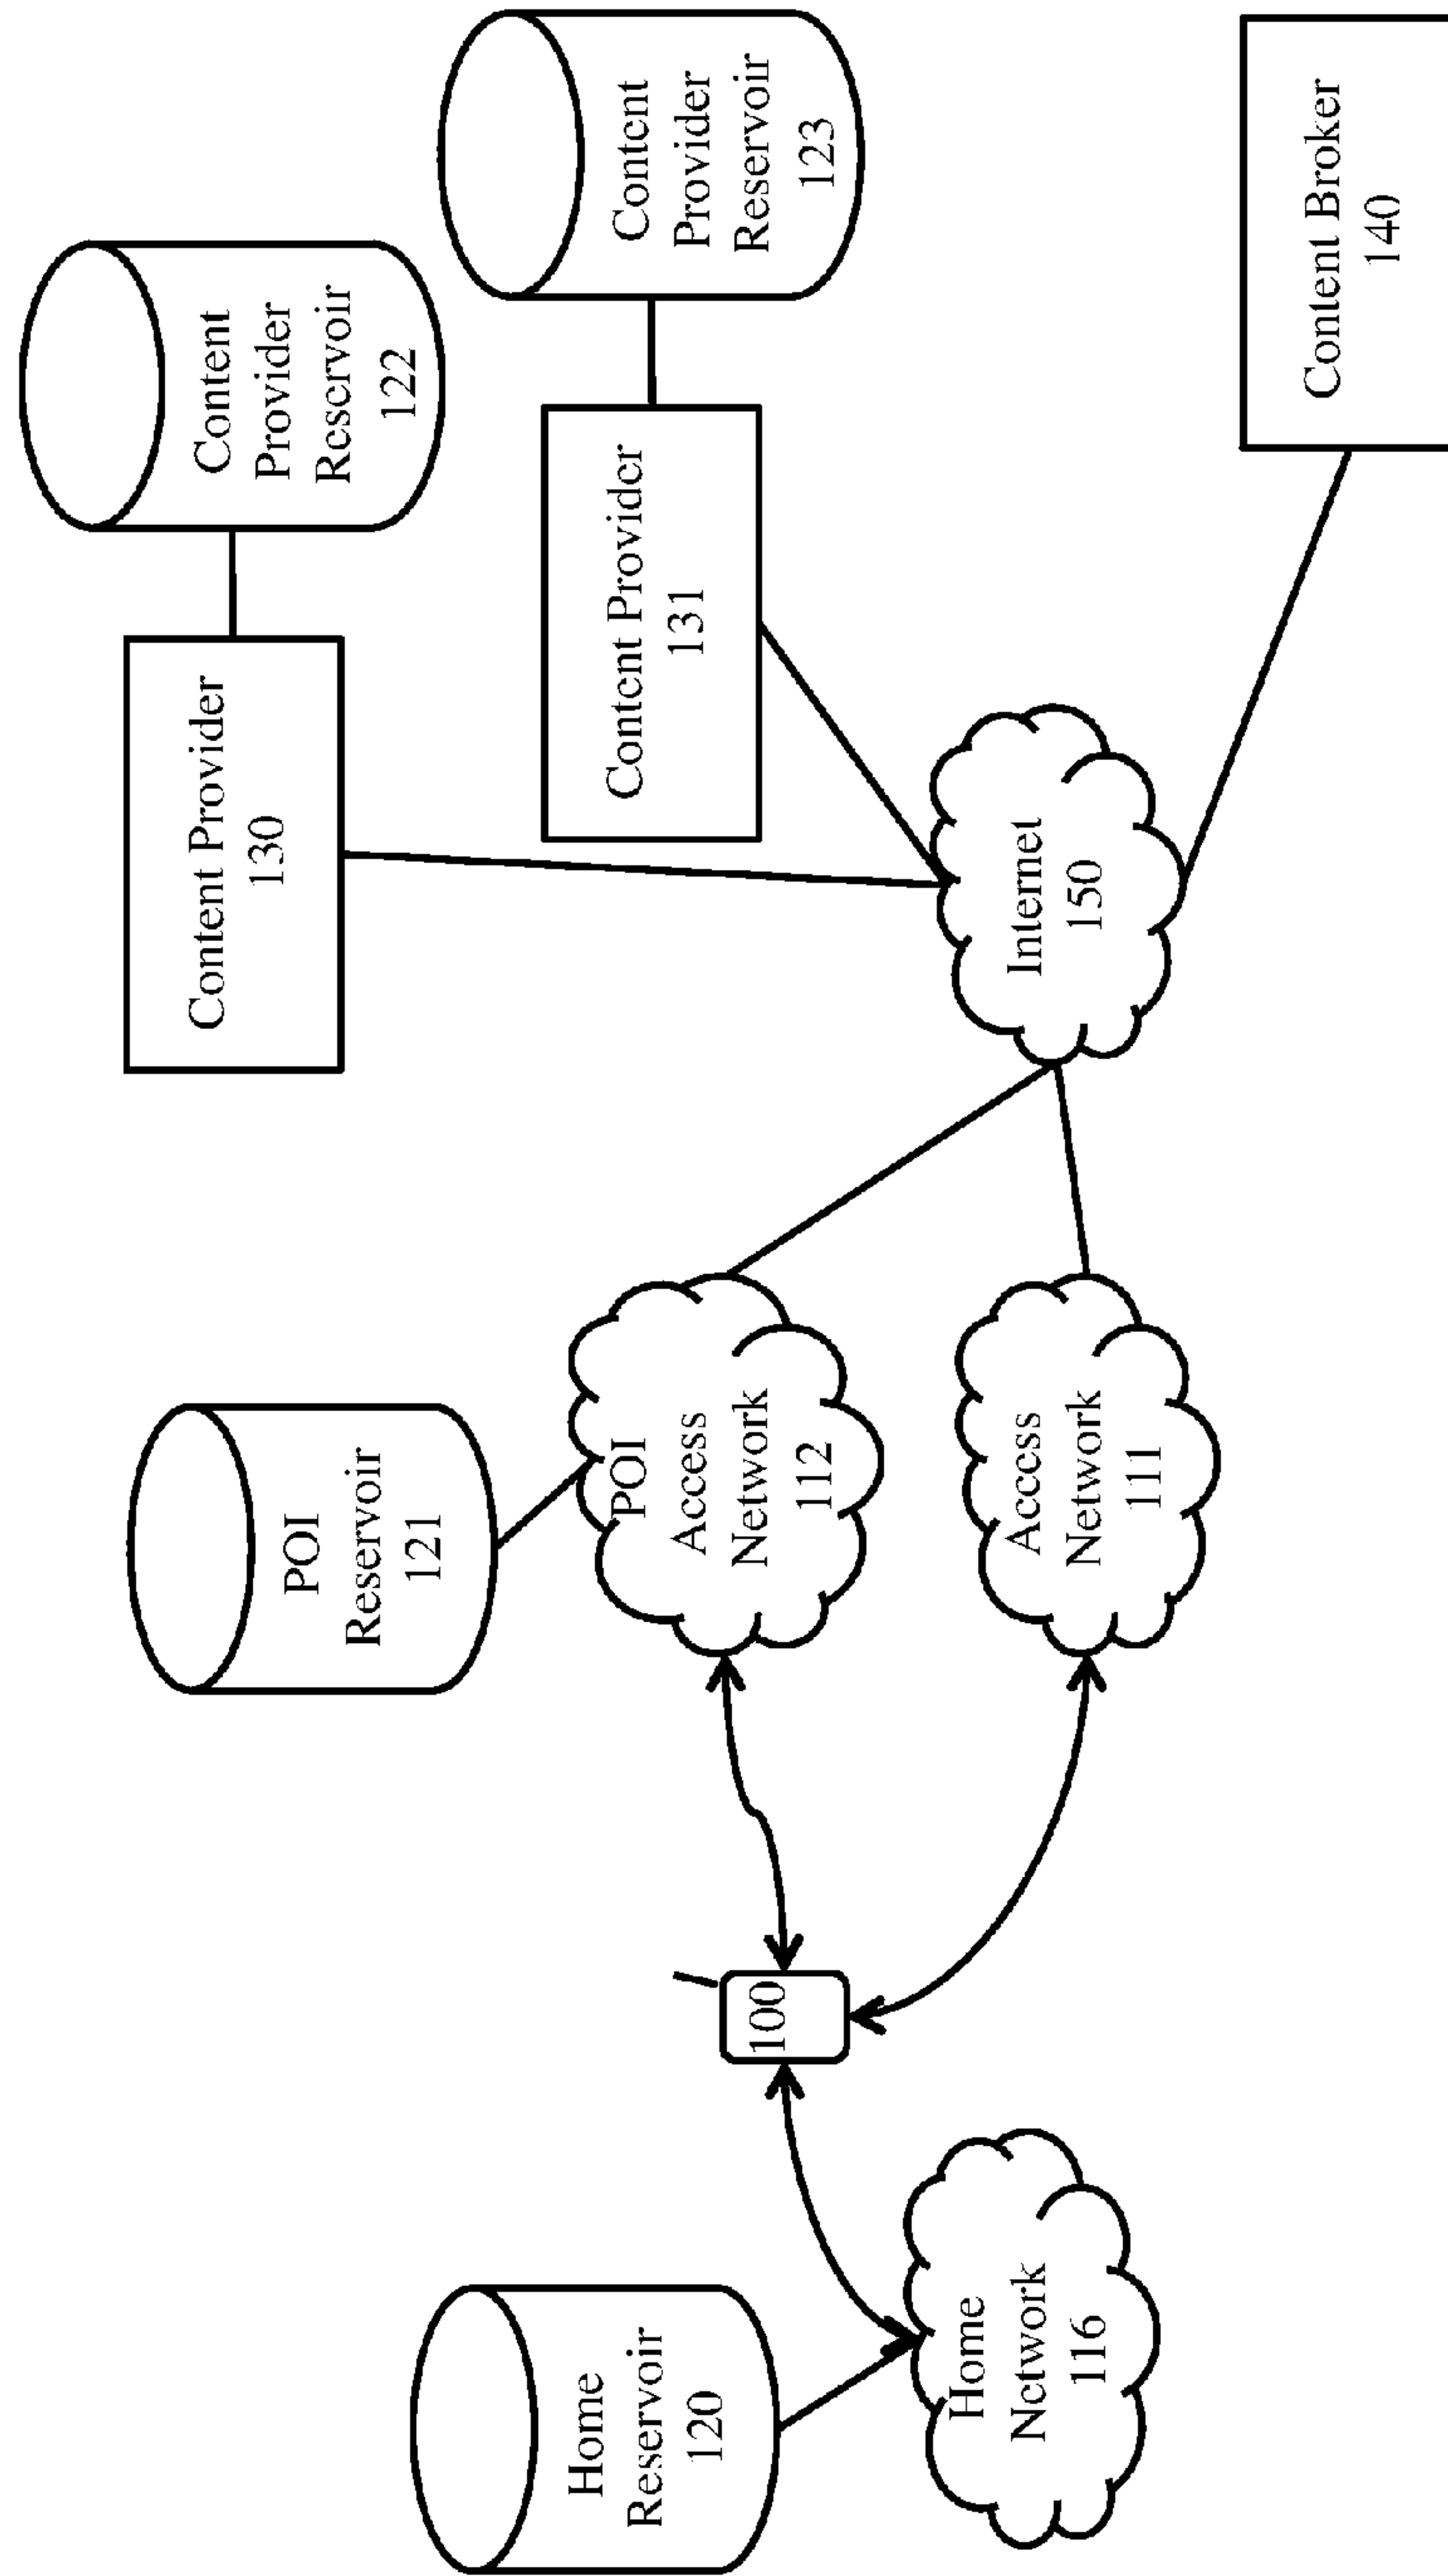 Content
Provider
Reservoir
122
Content Provider
130
Content
Provider
Reservoir
123
Content Provider
131
POI
Reservoir
121
Internet
150
Content Broker
140
POI
Access
Network
112
Access
Network
111
100
Home
Reservoir
120
Home
Network
116